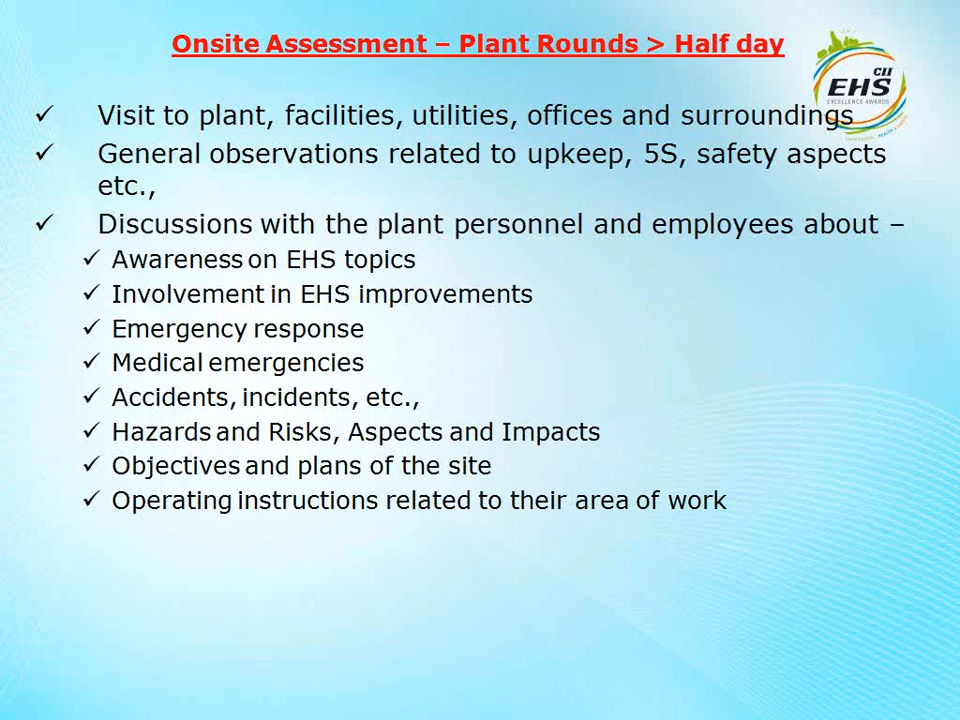 Onsite Assessment – Plant Rounds > Half day
CII
EHS
EXCELLENCE AWARDS
✓ Visit to plant, facilities, utilities, offices and surroundings
✓ General observations related to upkeep, 5S, safety aspects
etc.,
✓ Discussions with the plant personnel and employees about –
✓ Awareness on EHS topics
✓ Involvement in EHS improvements
✓ Emergency response
✓ Medical emergencies
✓ Accidents, incidents, etc.,
✓ Hazards and Risks, Aspects and Impacts
✓ Objectives and plans of the site
✓ Operating instructions related to their area of work